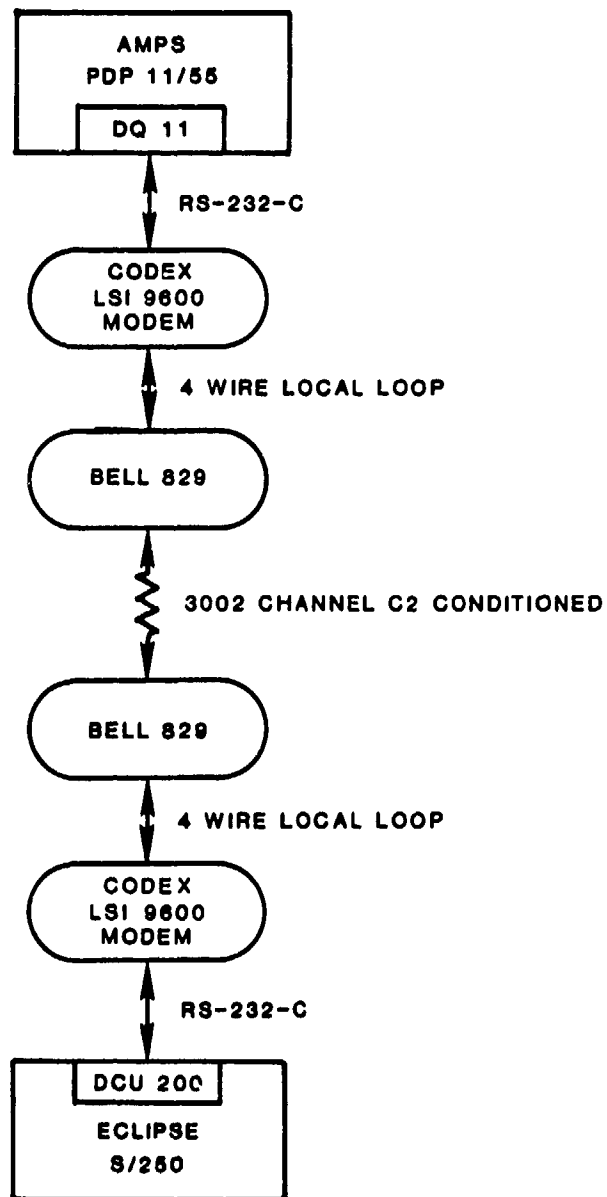 AMPS
PDP 11/55
DQ 11
RS-232-C
CODEX
LSI 9600
MODEM
4 WIRE LOCAL LOOP
BELL 829
3002 CHANNEL C2 CONDITIONED
BELL 829
4 WIRE LOCAL LOOP
CODEX
LSI 9600
MODEM
RS-232-C
DCU 200
ECLIPSE
S/250